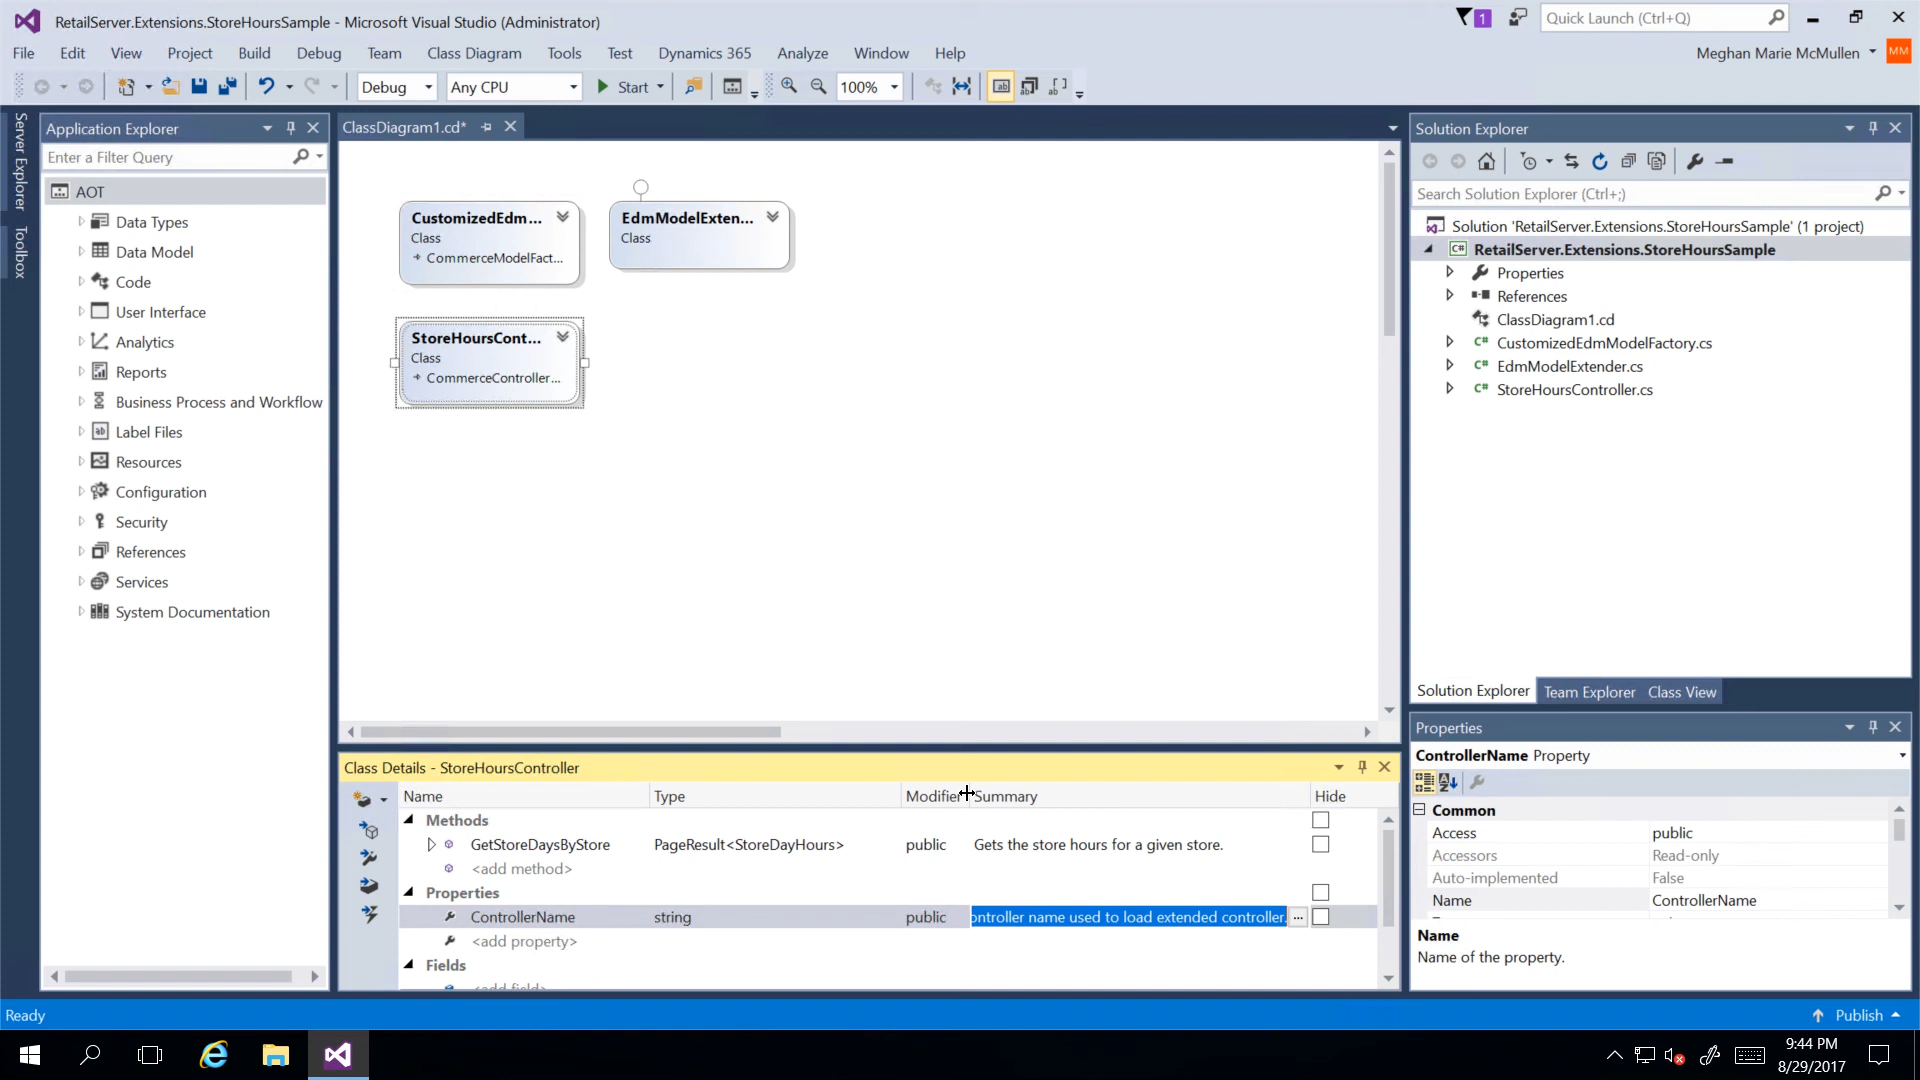 RetailServer.Extensions.StoreHoursSample - Microsoft Visual Studio (Administrator)
1
Quick Launch (Ctrl+Q)
File Edit View Project Build Debug Team Class Diagram Tools Test Dynamics 365 Analyze Window Help
Meghan Marie McMullen
MM
Debug
Any CPU
Start
100%
Server Explorer
Toolbox
Application Explorer
Enter a Filter Query
AOT
Data Types
Data Model
Code
User Interface
Analytics
Reports
Business Process and Workflow
Label Files
Resources
Configuration
Security
References
Services
System Documentation
ClassDiagram1.cd*
CustomizedEdm...
Class
CommerceModelFact...
EdmModelExten...
Class
StoreHoursCont...
Class
CommerceController...
Class Details - StoreHoursController
Name Type Modifier Summary Hide
Methods
GetStoreDaysByStore PageResult<StoreDayHours> public Gets the store hours for a given store.
<add method>
Properties
ControllerName string public ontroller name used to load extended controller. ...
<add property>
Fields
<add field>
Solution Explorer
Search Solution Explorer (Ctrl+;)
Solution 'RetailServer.Extensions.StoreHoursSample' (1 project)
C# RetailServer.Extensions.StoreHoursSample
Properties
References
ClassDiagram1.cd
C# CustomizedEdmModelFactory.cs
C# EdmModelExtender.cs
C# StoreHoursController.cs
Solution Explorer Team Explorer Class View
Properties
ControllerName Property
Common
Access public
Accessors Read-only
Auto-implemented False
Name ControllerName
Name
Name of the property.
Ready
Publish
9:44 PM
8/29/2017